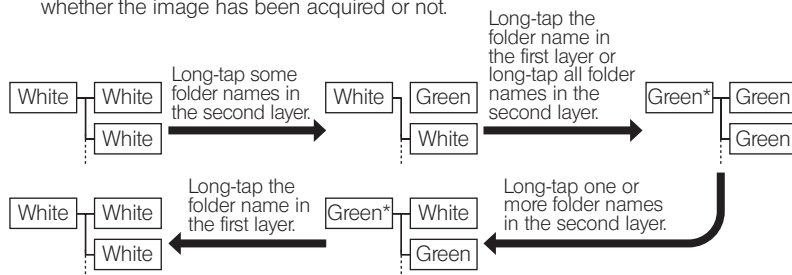 whether the image has been acquired or not.
Long-tap the
folder name in
the first layer or
long-tap all folder
names in the
second layer.
Long-tap some
folder names in
the second layer.
White White
White
White Green
White
Green* Green
Green
Long-tap the
folder name in
the first layer.
Long-tap one or
more folder names
in the second layer.
White White
White
Green* White
Green